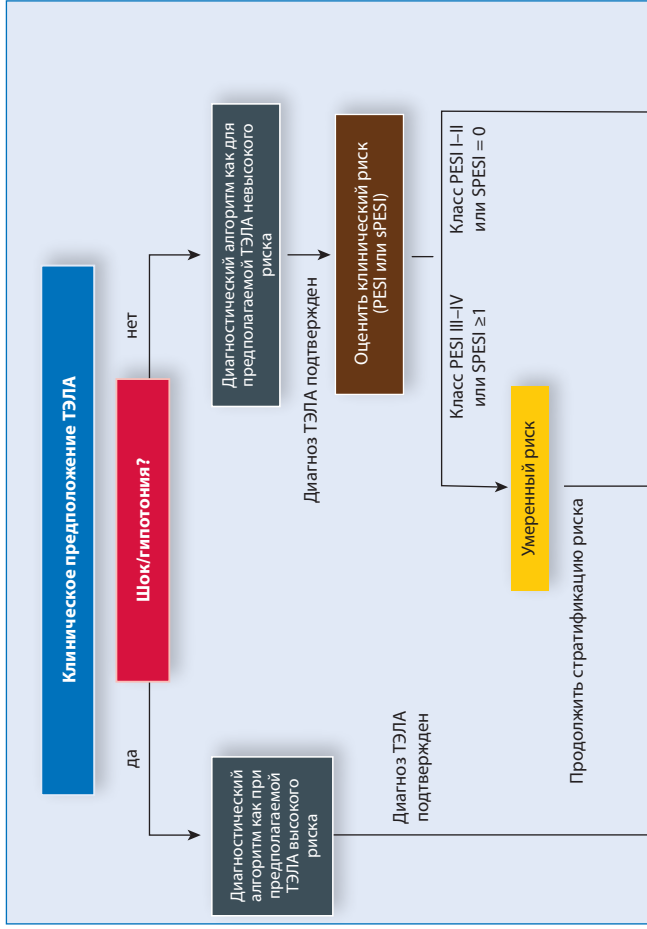 Клиническое предположение ТЭЛА
Шок/гипотония?
да
нет
Диагностический
алгоритм как при
предполагаемой
ТЭЛА высокого
риска
Диагностический алгоритм как для
предполагаемой ТЭЛА невысокого
риска
Диагноз ТЭЛА
подтвержден
Диагноз ТЭЛА подтвержден
Оценить клинический риск
(PESI или sPESI)
Класс PESI III–IV
или SPESI ≥1
Класс PESI I–II
или SPESI = 0
Умеренный риск
Продолжить стратификацию риска